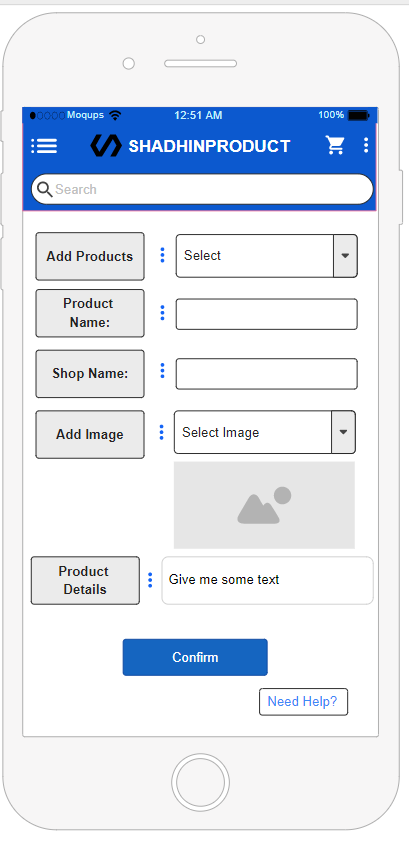 Moqups 12:51 AM 100%
SHADHINPRODUCT
Search
Add Products Select
Product
Name:
Shop Name:
Add Image Select Image
Product
Details
Give me some text
Confirm
Need Help?